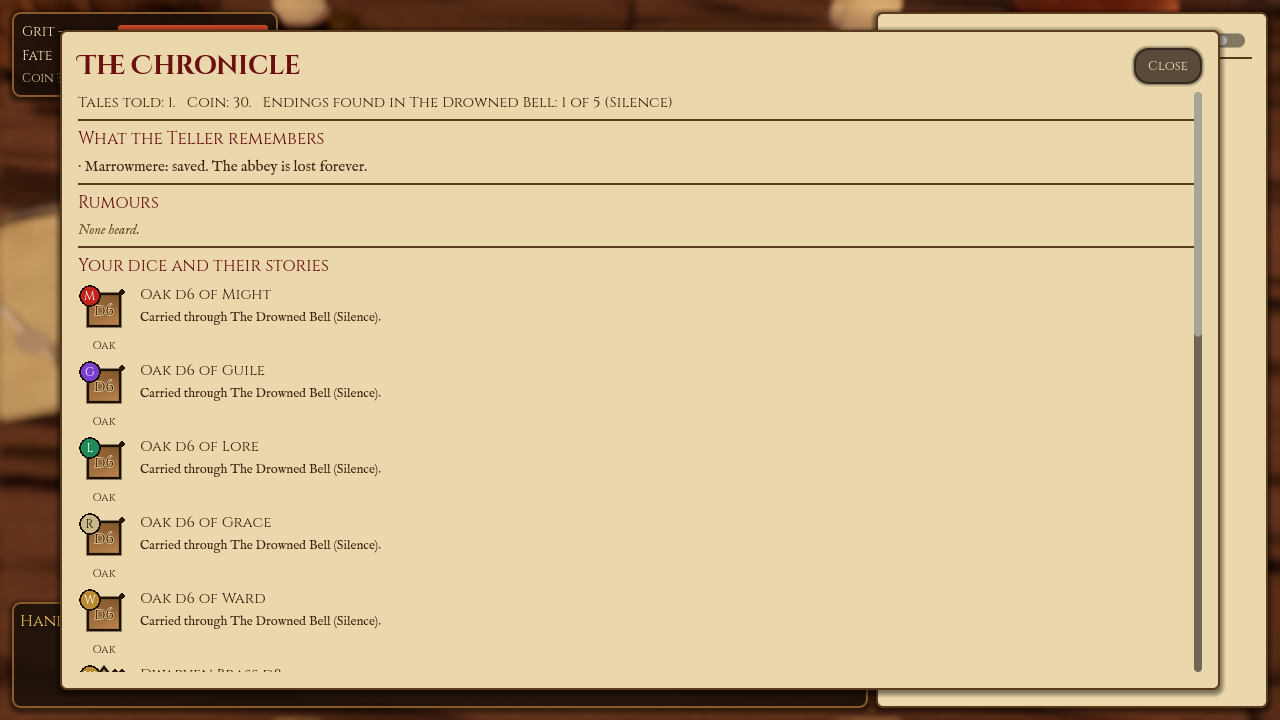 Grit
Fate
Coin 3
The Chronicle
Close
Tales told: 1. Coin: 30. Endings found in The Drowned Bell: 1 of 5 (Silence)
What the Teller remembers
· Marrowmere: saved. The abbey is lost forever.
Rumours
None heard.
Your dice and their stories
M
D6
Oak d6 of Might
Carried through The Drowned Bell (Silence).
Oak
G
D6
Oak d6 of Guile
Carried through The Drowned Bell (Silence).
Oak
L
D6
Oak d6 of Lore
Carried through The Drowned Bell (Silence).
Oak
R
D6
Oak d6 of Grace
Carried through The Drowned Bell (Silence).
Oak
W
D6
Oak d6 of Ward
Carried through The Drowned Bell (Silence).
Oak
Dwarven Brass d8